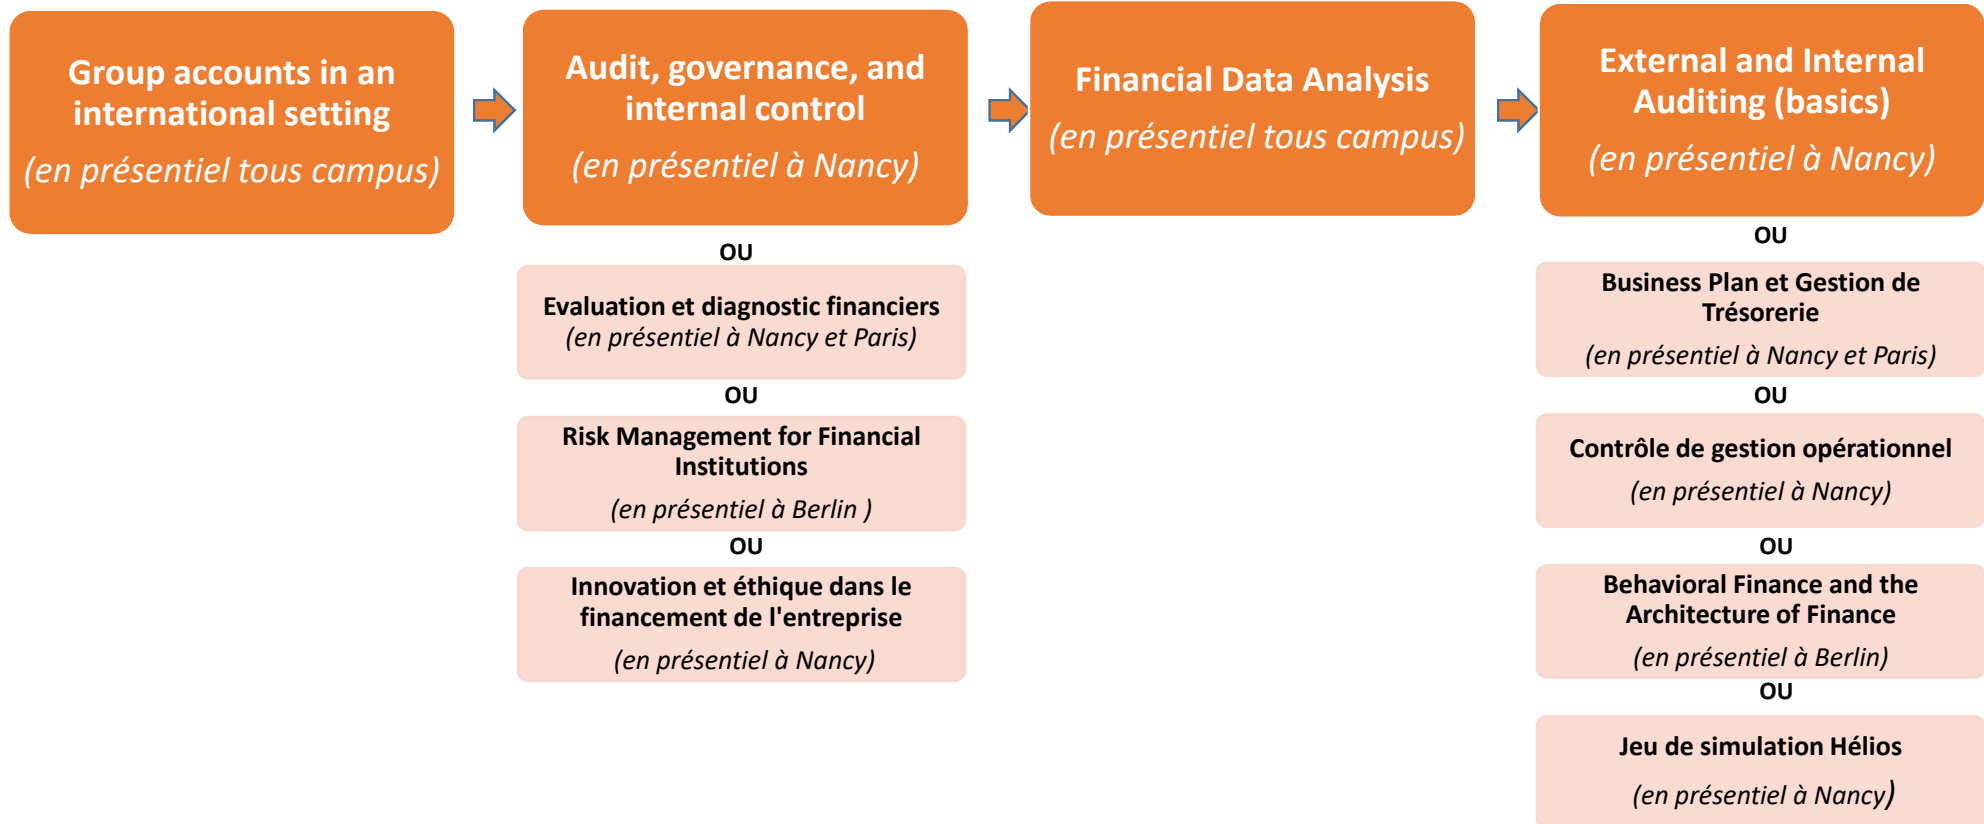 Group accounts in an
international setting
(en présentiel tous campus)
Audit, governance, and
internal control
(en présentiel à Nancy)
OU
Evaluation et diagnostic financiers
(en présentiel à Nancy et Paris)
OU
Risk Management for Financial
Institutions
(en présentiel à Berlin )
OU
Innovation et éthique dans le
financement de l'entreprise
(en présentiel à Nancy)
Financial Data Analysis
(en présentiel tous campus)
External and Internal
Auditing (basics)
(en présentiel à Nancy)
OU
Business Plan et Gestion de
Trésorerie
(en présentiel à Nancy et Paris)
OU
Contrôle de gestion opérationnel
(en présentiel à Nancy)
OU
Behavioral Finance and the
Architecture of Finance
(en présentiel à Berlin)
OU
Jeu de simulation Hélios
(en présentiel à Nancy)